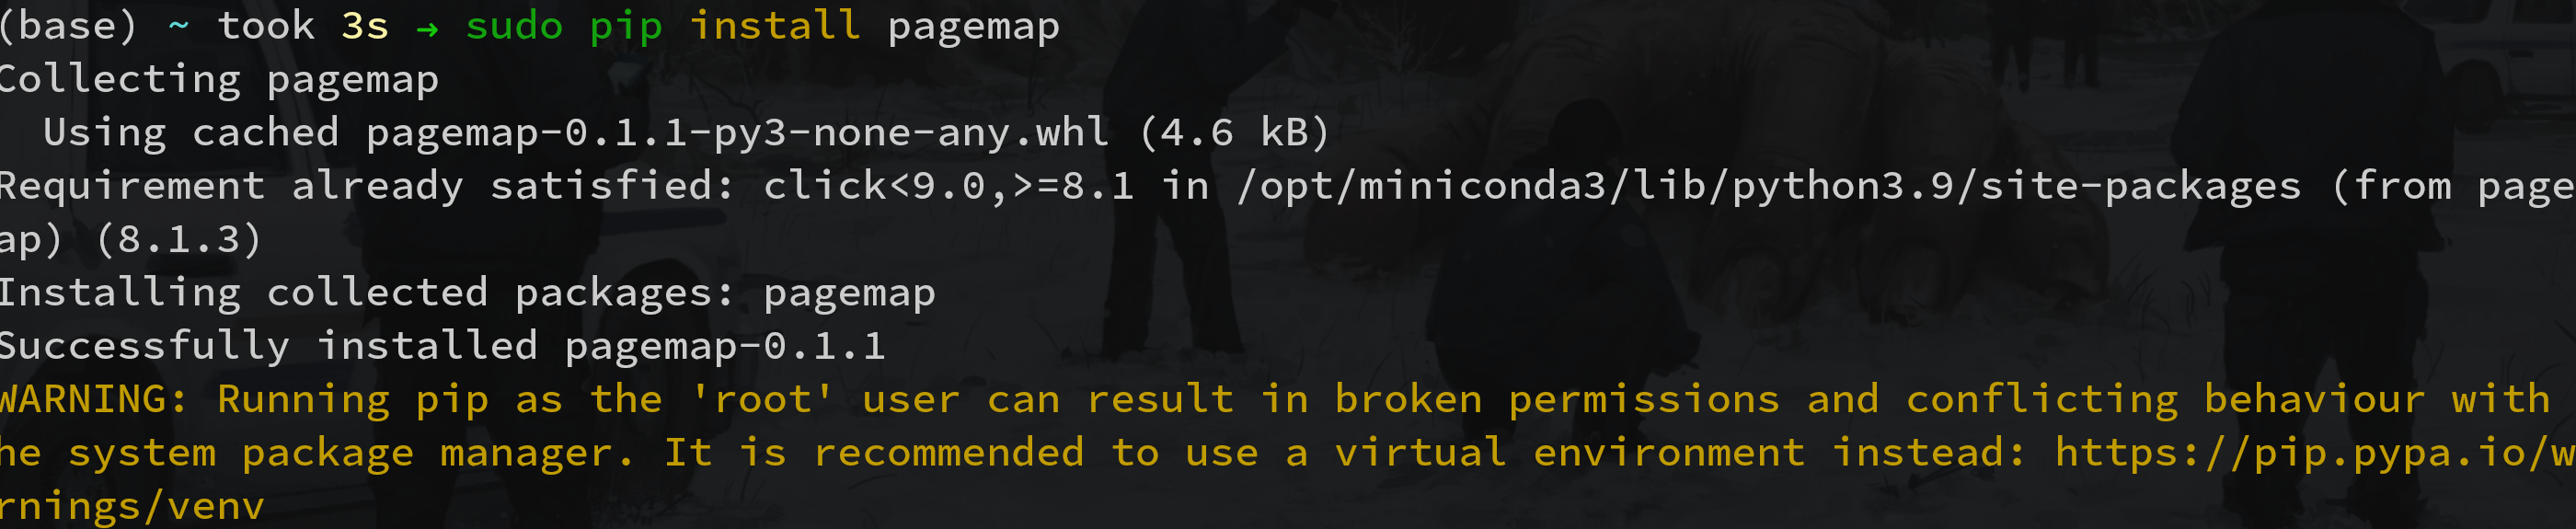 (base) ~ took 3s → sudo pip install pagemap
Collecting pagemap
  Using cached pagemap-0.1.1-py3-none-any.whl (4.6 kB)
Requirement already satisfied: click<9.0,>=8.1 in /opt/miniconda3/lib/python3.9/site-packages (from page
ap) (8.1.3)
Installing collected packages: pagemap
Successfully installed pagemap-0.1.1
WARNING: Running pip as the 'root' user can result in broken permissions and conflicting behaviour with
he system package manager. It is recommended to use a virtual environment instead: https://pip.pypa.io/w
rnings/venv